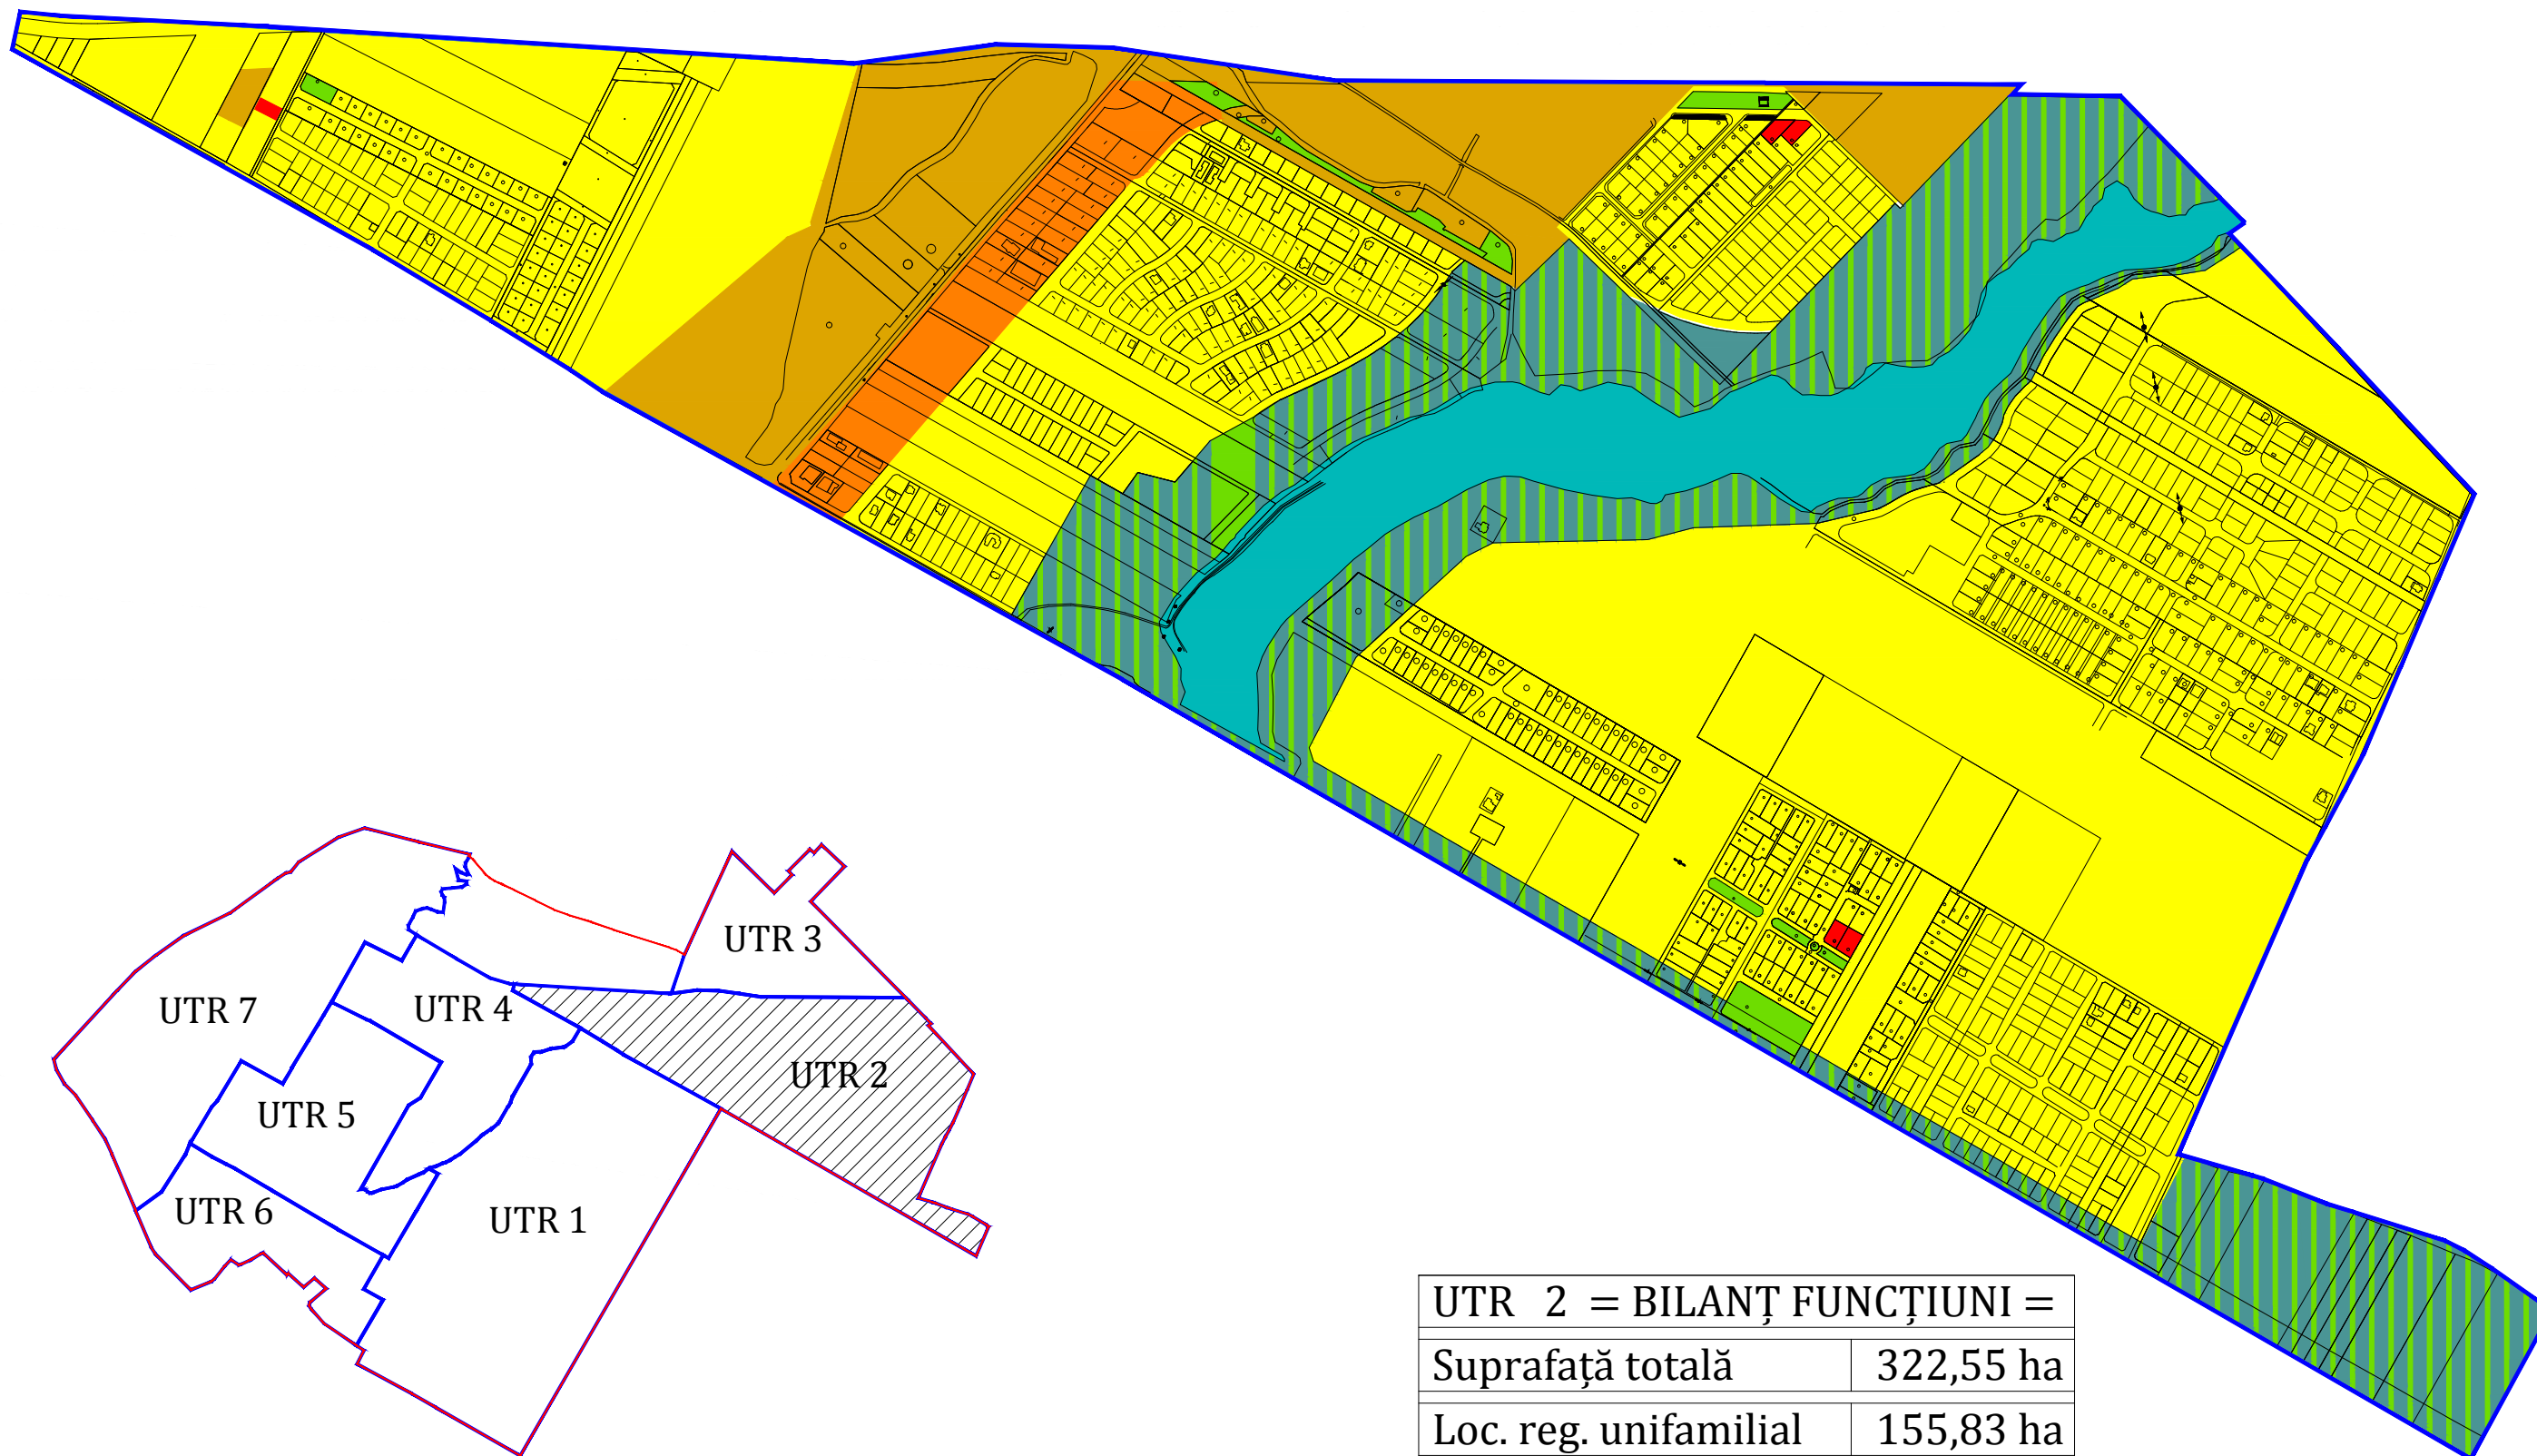 UTR 3
UTR 7
UTR 4
UTR 2
UTR 5
UTR 6
UTR 1
UTR 2 = BILANȚ FUNCȚIUNI =
Suprafață totală 322,55 ha
Loc. reg. unifamilial 155,83 ha